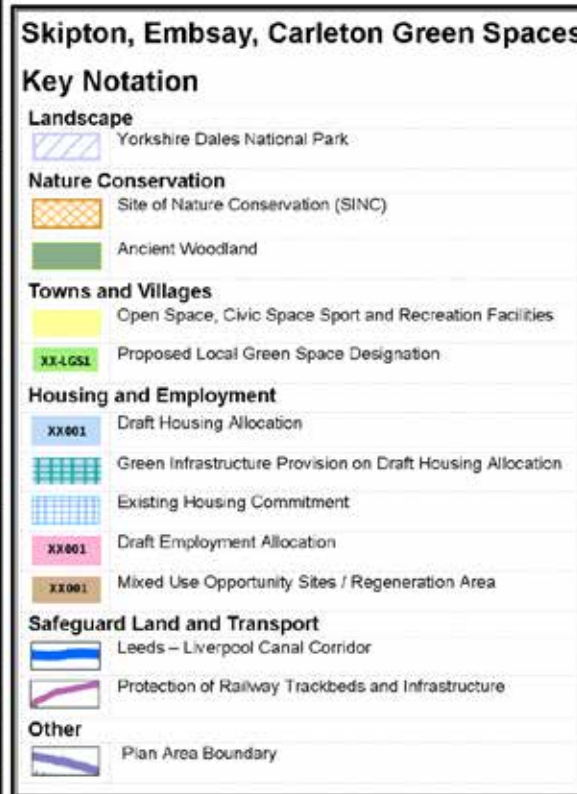 Skipton, Embsay, Carleton Green Spaces
Key Notation
Landscape
Yorkshire Dales National Park
Nature Conservation
Site of Nature Conservation (SINC)
Ancient Woodland
Towns and Villages
Open Space, Civic Space Sport and Recreation Facilities
XX-LGS1 Proposed Local Green Space Designation
Housing and Employment
XX001 Draft Housing Allocation
Green Infrastructure Provision on Draft Housing Allocation
Existing Housing Commitment
XX001 Draft Employment Allocation
XX001 Mixed Use Opportunity Sites / Regeneration Area
Safeguard Land and Transport
Leeds – Liverpool Canal Corridor
Protection of Railway Trackbeds and Infrastructure
Other
Plan Area Boundary